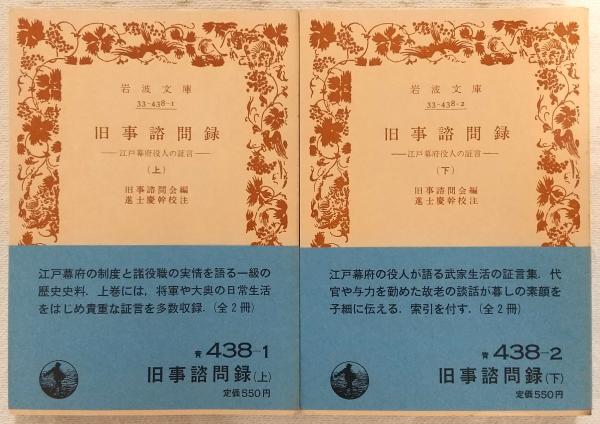 岩波文庫
33-438-1
旧事諮問録
―江戸幕府役人の証言―
(上)
旧事諮問会編
進士慶幹校注
江戸幕府の制度と諸役職の実情を語る一級の
歴史史料．上巻には，将軍や大奥の日常生活
をはじめ貴重な証言を多数収録．(全2冊)
青 438-1
旧事諮問録(上)
定価550円
岩波文庫
33-438-2
旧事諮問録
―江戸幕府役人の証言―
(下)
旧事諮問会編
進士慶幹校注
江戸幕府の役人が語る武家生活の証言集．代
官や与力を勤めた故老の談話が暮しの素顔を
子細に伝える．索引を付す．(全2冊)
青 438-2
旧事諮問録(下)
定価550円